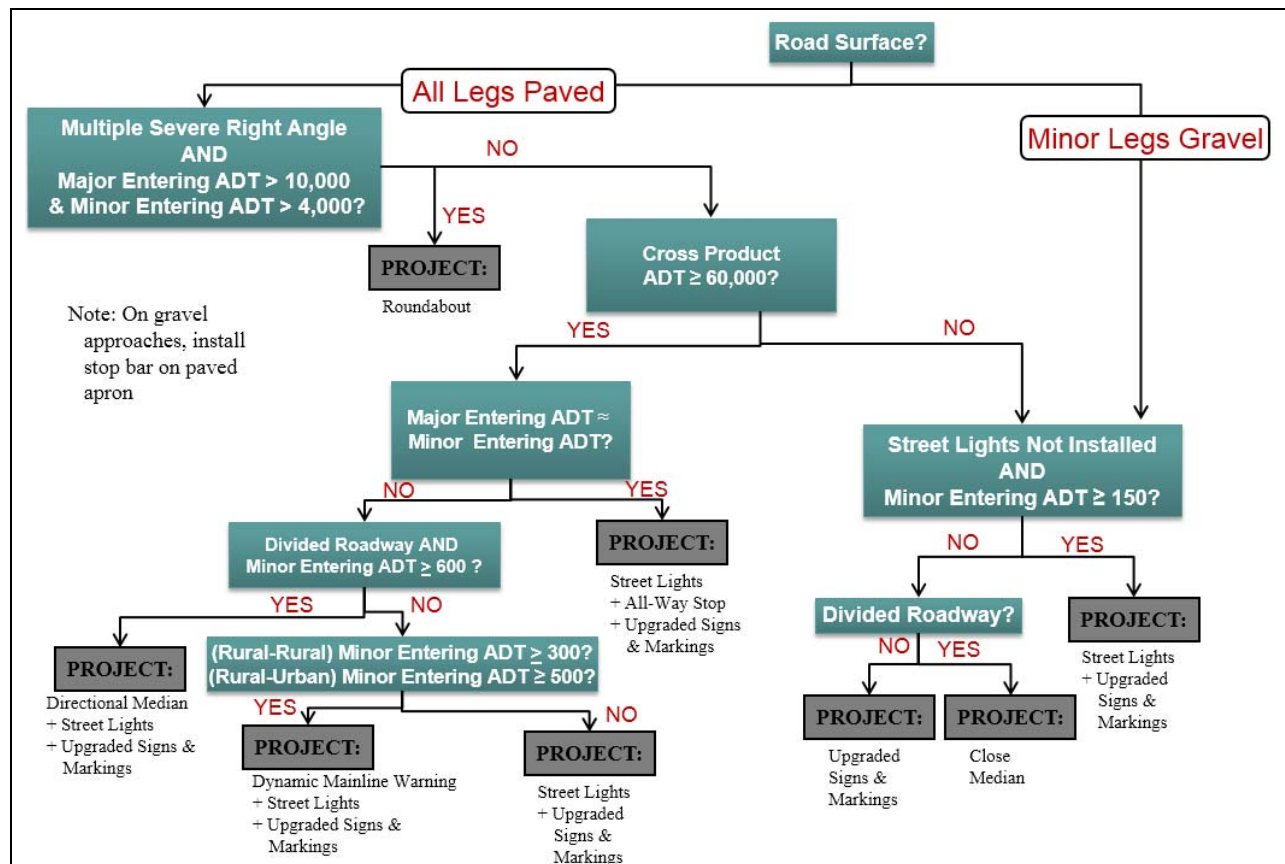 Road Surface?
All Legs Paved
Minor Legs Gravel
Multiple Severe Right Angle
AND
Major Entering ADT > 10,000
& Minor Entering ADT > 4,000?
NO
YES
PROJECT:
Roundabout
Cross Product
ADT ≥ 60,000?
Note: On gravel
approaches, install
stop bar on paved
apron
YES
NO
Major Entering ADT ≈
Minor Entering ADT?
Street Lights Not Installed
AND
Minor Entering ADT ≥ 150?
NO
YES
Divided Roadway AND
Minor Entering ADT ≥ 600 ?
PROJECT:
Street Lights
+ All-Way Stop
+ Upgraded Signs
& Markings
NO
YES
Divided Roadway?
PROJECT:
Street Lights
+ Upgraded
Signs &
Markings
YES
NO
PROJECT:
Directional Median
+ Street Lights
+ Upgraded Signs &
Markings
(Rural-Rural) Minor Entering ADT ≥ 300?
(Rural-Urban) Minor Entering ADT ≥ 500?
NO
YES
PROJECT:
Upgraded
Signs &
Markings
PROJECT:
Close
Median
YES
NO
PROJECT:
Dynamic Mainline Warning
+ Street Lights
+ Upgraded Signs &
Markings
PROJECT:
Street Lights
+ Upgraded
Signs &
Markings